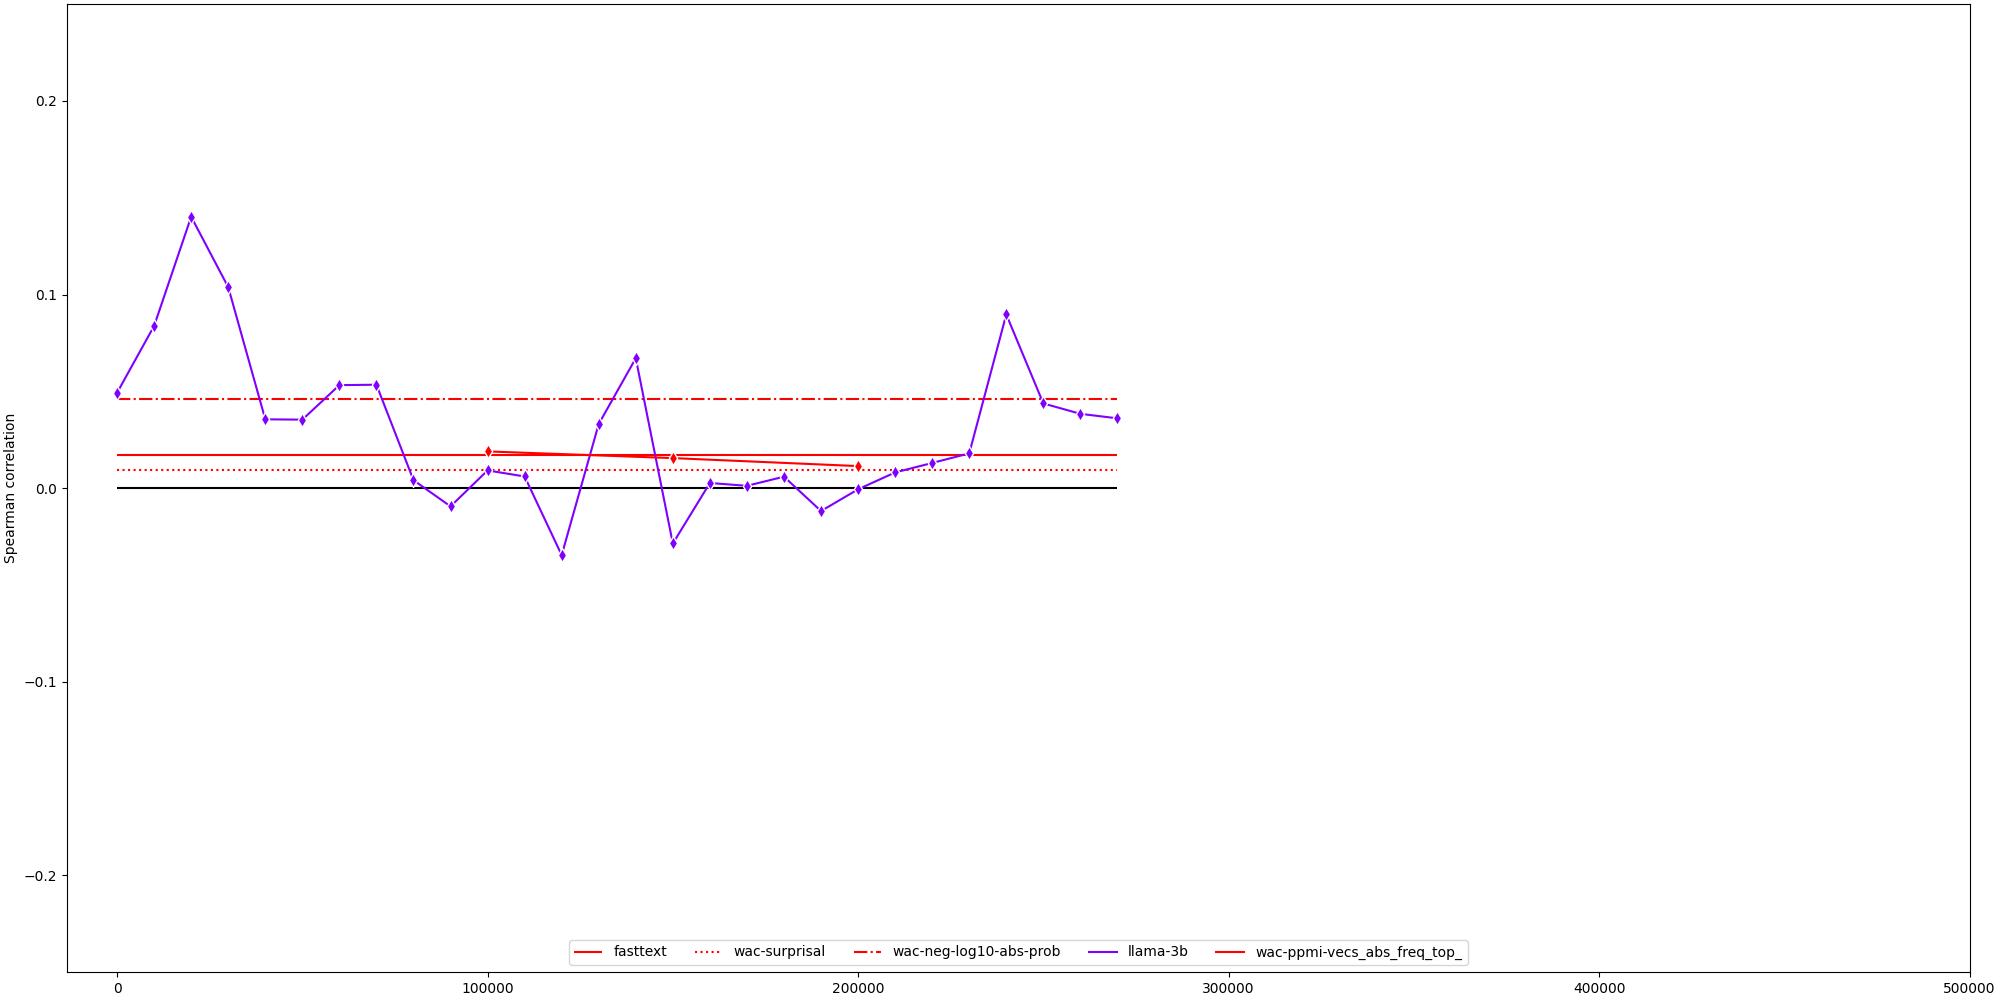 0.2
0.1
0.0
−0.1
−0.2
Spearman correlation
fasttext wac-surprisal wac-neg-log10-abs-prob llama-3b wac-ppmi-vecs_abs_freq_top_
0 100000 200000 300000 400000 500000